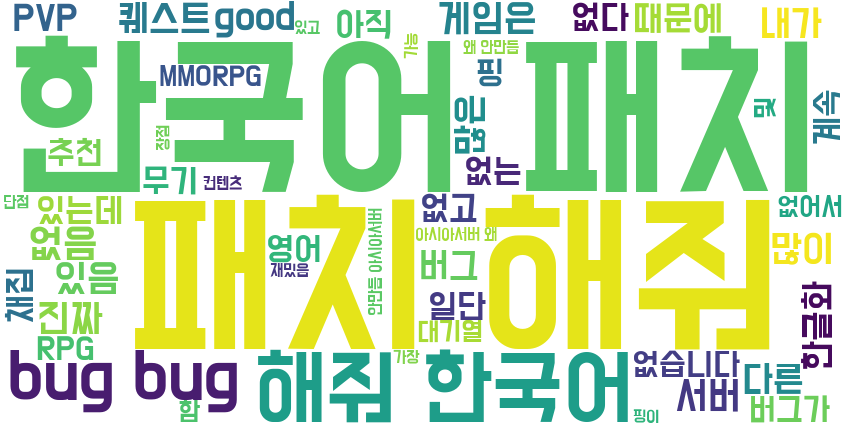 PVP
퀘스트
good
있고
아직
게임은
없다
때문에
내가
한국어 패치
MMORPG
가능
왜 안만듬
핑
많은
및
계속
추천
장점
무기
컨텐츠
없는
단점
있는데
패치해줘
없고
없어서
없음
영어
재밌음
아시아서버
아시아서버 왜
많이
채집
있음
버그
안만듬
일단
진짜
대기열
한글화
RPG
bug bug
해줘 한국어
가장
없습니다
서버
다른
함
핑이
버그가